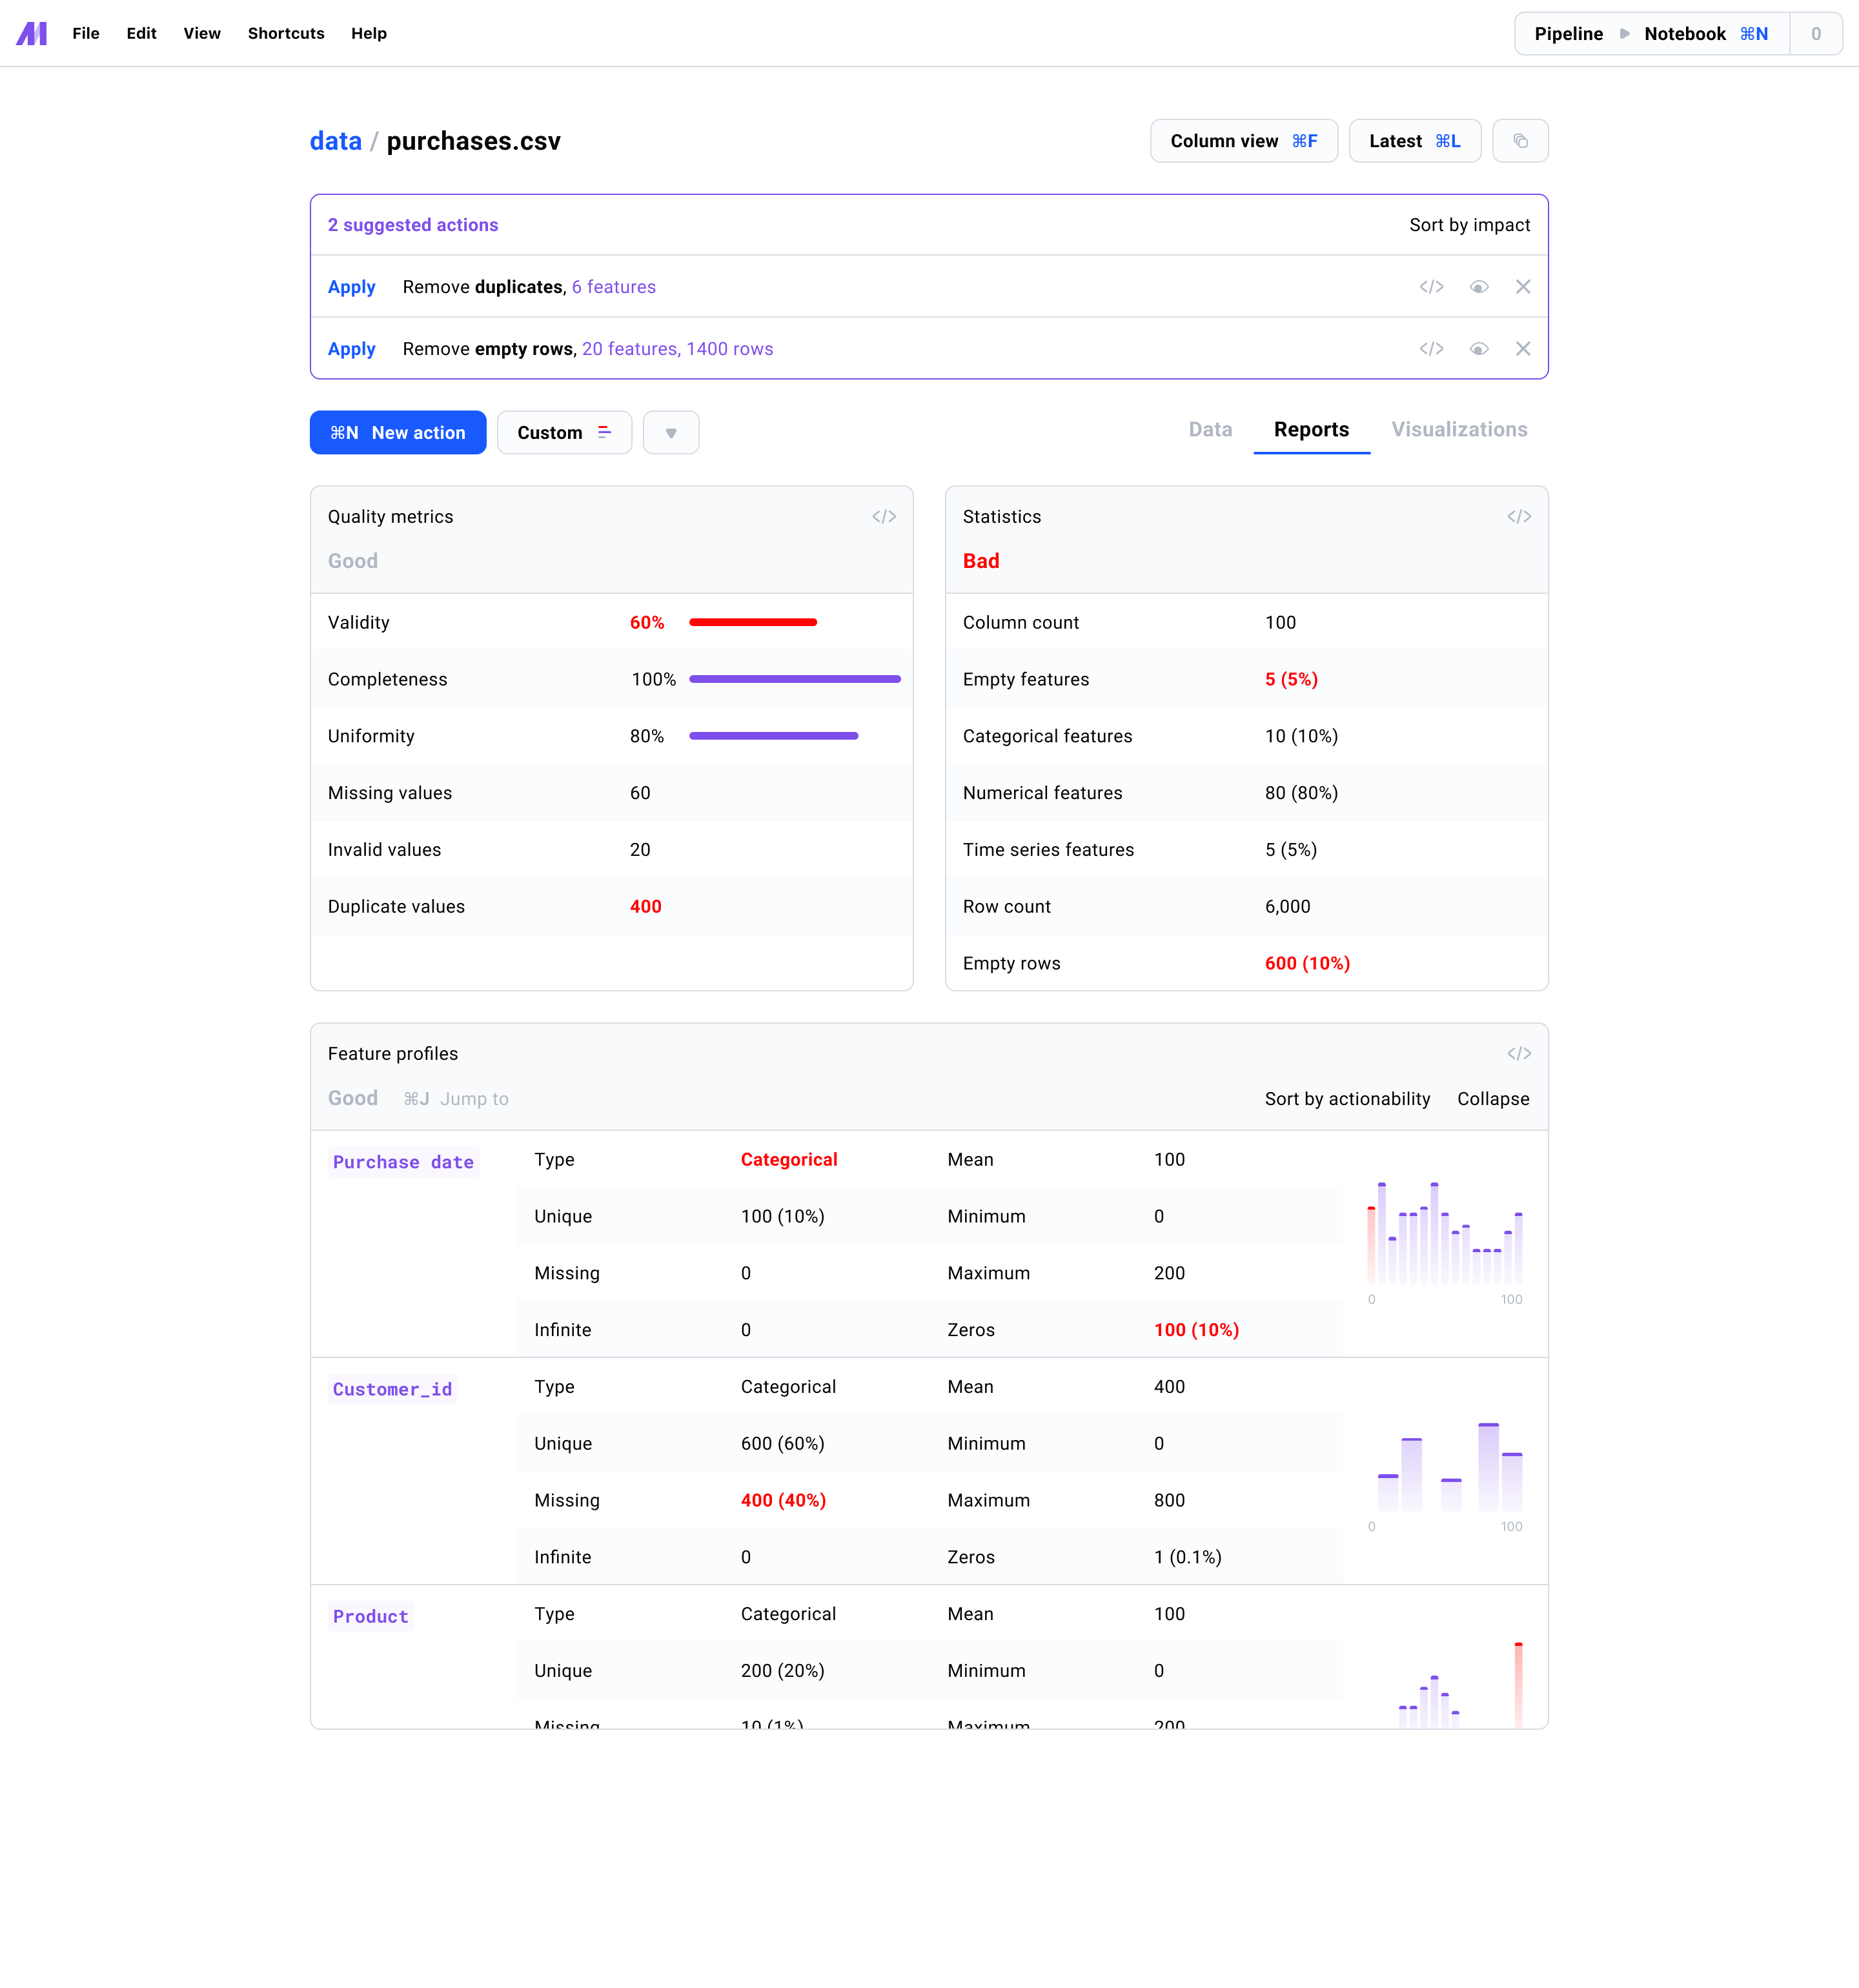 File Edit View Shortcuts Help
Pipeline Notebook ⌘N 0
data / purchases.csv
Column view ⌘F Latest ⌘L
2 suggested actions Sort by impact
Apply Remove duplicates, 6 features
Apply Remove empty rows, 20 features, 1400 rows
⌘N New action Custom
Data Reports Visualizations
Quality metrics </>
Good
Validity 60%
Completeness 100%
Uniformity 80%
Missing values 60
Invalid values 20
Duplicate values 400
Statistics </>
Bad
Column count 100
Empty features 5 (5%)
Categorical features 10 (10%)
Numerical features 80 (80%)
Time series features 5 (5%)
Row count 6,000
Empty rows 600 (10%)
Feature profiles </>
Good ⌘J Jump to Sort by actionability Collapse
Purchase date Type Categorical Mean 100
Unique 100 (10%) Minimum 0
Missing 0 Maximum 200
Infinite 0 Zeros 100 (10%)
0 100
Customer_id Type Categorical Mean 400
Unique 600 (60%) Minimum 0
Missing 400 (40%) Maximum 800
Infinite 0 Zeros 1 (0.1%)
0 100
Product Type Categorical Mean 100
Unique 200 (20%) Minimum 0
Missing 10 (1%) Maximum 200